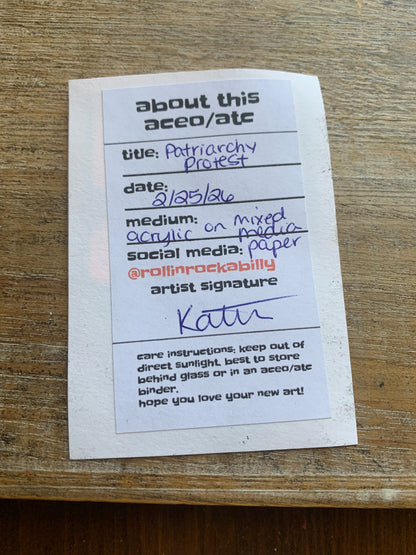 about this
aceo/atc
title: Patriarchy
Protest
date:
2/25/26
medium:
acrylic on mixed
media
social media: paper
@rollinrockabilly
artist signature
care instructions: keep out of
direct sunlight. best to store
behind glass or in an aceo/atc
binder.
hope you love your new art!